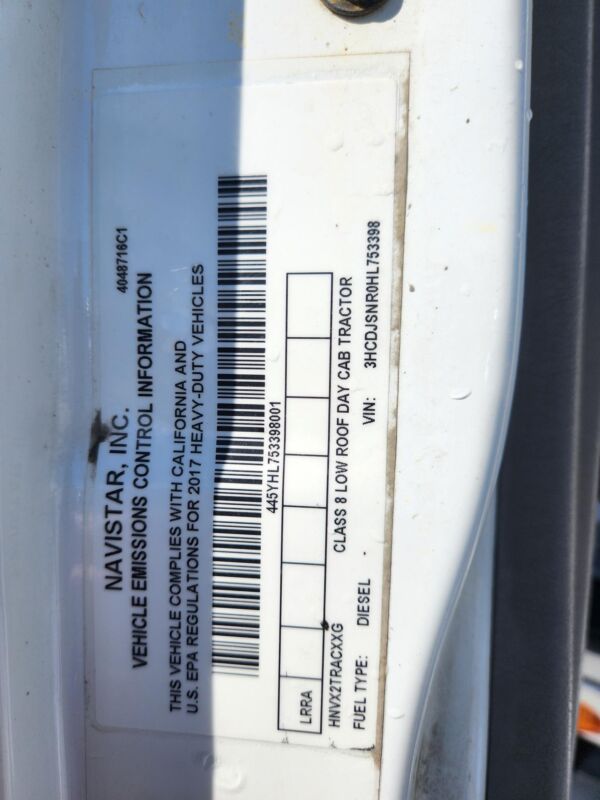 4048716C1
NAVISTAR, INC.
VEHICLE EMISSIONS CONTROL INFORMATION
THIS VEHICLE COMPLIES WITH CALIFORNIA AND
U.S. EPA REGULATIONS FOR 2017 HEAVY-DUTY VEHICLES
445YHL753398001
LRRA
HNVX2TRACXXG CLASS 8 LOW ROOF DAY CAB TRACTOR
FUEL TYPE: DIESEL VIN: 3HCDJSNR0HL753398